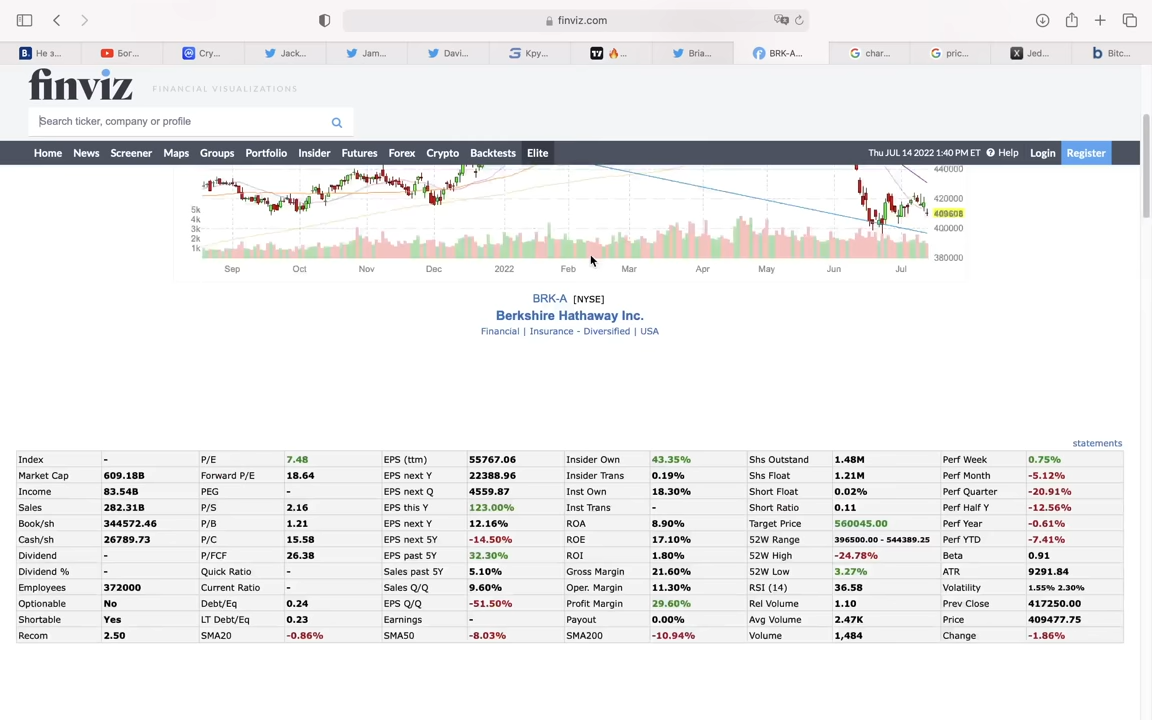 finviz.com
Не з... Бог... Cry... Jack... Jam... Davi... Кру... Bria... BRK-A... char... pric... Jed... Bitc...
finviz FINANCIAL VISUALIZATIONS
Search ticker, company or profile
Home News Screener Maps Groups Portfolio Insider Futures Forex Crypto Backtests Elite Thu JUL 14 2022 1:40 PM ET Help Login Register
440000
420000
5k 409608
4k
3k 400000
2k
1k
380000
Sep Oct Nov Dec 2022 Feb Mar Apr May Jun Jul
BRK-A [NYSE]
Berkshire Hathaway Inc.
Financial | Insurance - Diversified | USA
statements
Index - P/E 7.48 EPS (ttm) 55767.06 Insider Own 43.35% Shs Outstand 1.48M Perf Week 0.75%
Market Cap 609.18B Forward P/E 18.64 EPS next Y 22388.96 Insider Trans 0.19% Shs Float 1.21M Perf Month -5.12%
Income 83.54B PEG - EPS next Q 4559.87 Inst Own 18.30% Short Float 0.02% Perf Quarter -20.91%
Sales 282.31B P/S 2.16 EPS this Y 123.00% Inst Trans - Short Ratio 0.11 Perf Half Y -12.56%
Book/sh 344572.46 P/B 1.21 EPS next Y 12.16% ROA 8.90% Target Price 560045.00 Perf Year -0.61%
Cash/sh 26789.73 P/C 15.58 EPS next 5Y -14.50% ROE 17.10% 52W Range 396500.00 - 544389.25 Perf YTD -7.41%
Dividend - P/FCF 26.38 EPS past 5Y 32.30% ROI 1.80% 52W High -24.78% Beta 0.91
Dividend % - Quick Ratio - Sales past 5Y 5.10% Gross Margin 21.60% 52W Low 3.27% ATR 9291.84
Employees 372000 Current Ratio - Sales Q/Q 9.60% Oper. Margin 11.30% RSI (14) 36.58 Volatility 1.55% 2.30%
Optionable No Debt/Eq 0.24 EPS Q/Q -51.50% Profit Margin 29.60% Rel Volume 1.10 Prev Close 417250.00
Shortable Yes LT Debt/Eq 0.23 Earnings - Payout 0.00% Avg Volume 2.47K Price 409477.75
Recom 2.50 SMA20 -0.86% SMA50 -8.03% SMA200 -10.94% Volume 1,484 Change -1.86%